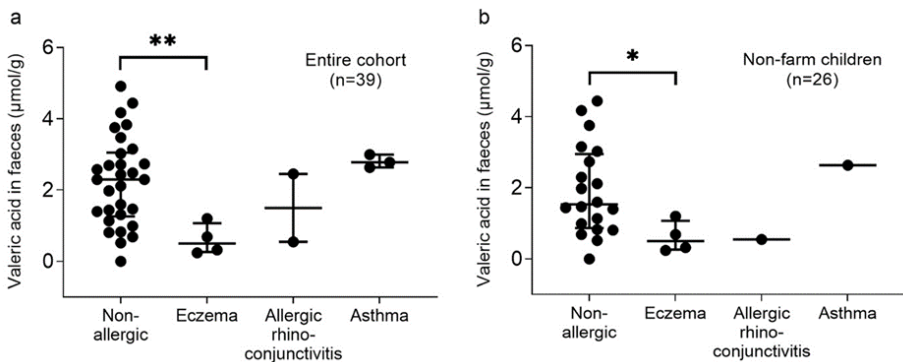 a
Valeric acid in faeces (µmol/g)
6
4
2
0
**
Entire cohort
(n=39)
Non-
allergic
Eczema
Allergic
rhino-
conjunctivitis
Asthma
b
Valeric acid in faeces (µmol/g)
6
4
2
0
*
Non-farm children
(n=26)
Non-
allergic
Eczema
Allergic
rhino-
conjunctivitis
Asthma